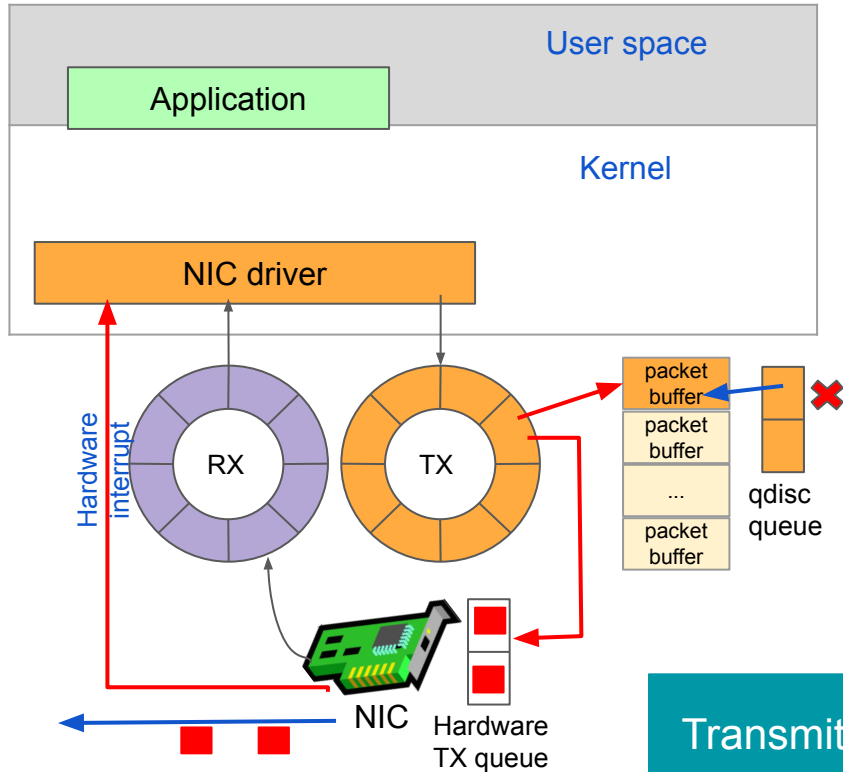 User space
Application
Kernel
NIC driver
Hardware
interrupt
RX
TX
packet
buffer
packet
buffer
...
packet
buffer
qdisc
queue
NIC
Hardware
TX queue
Transmit